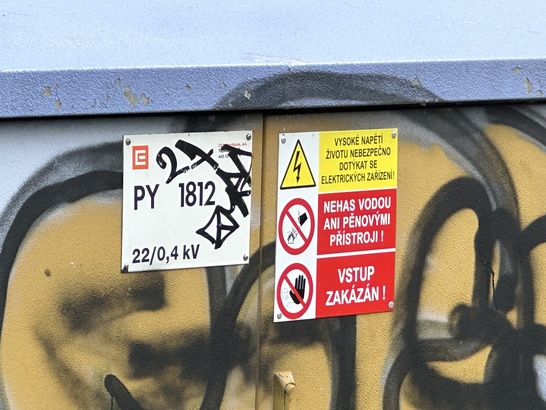 PY 1812
22/0,4 kV
VYSOKÉ NAPĚTÍ
ŽIVOTU NEBEZPEČNO
DOTÝKAT SE
ELEKTRICKÝCH ZAŘÍZENÍ!
NEHAS VODOU
ANI PĚNOVÝMI
PŘÍSTROJI !
VSTUP
ZAKÁZÁN !